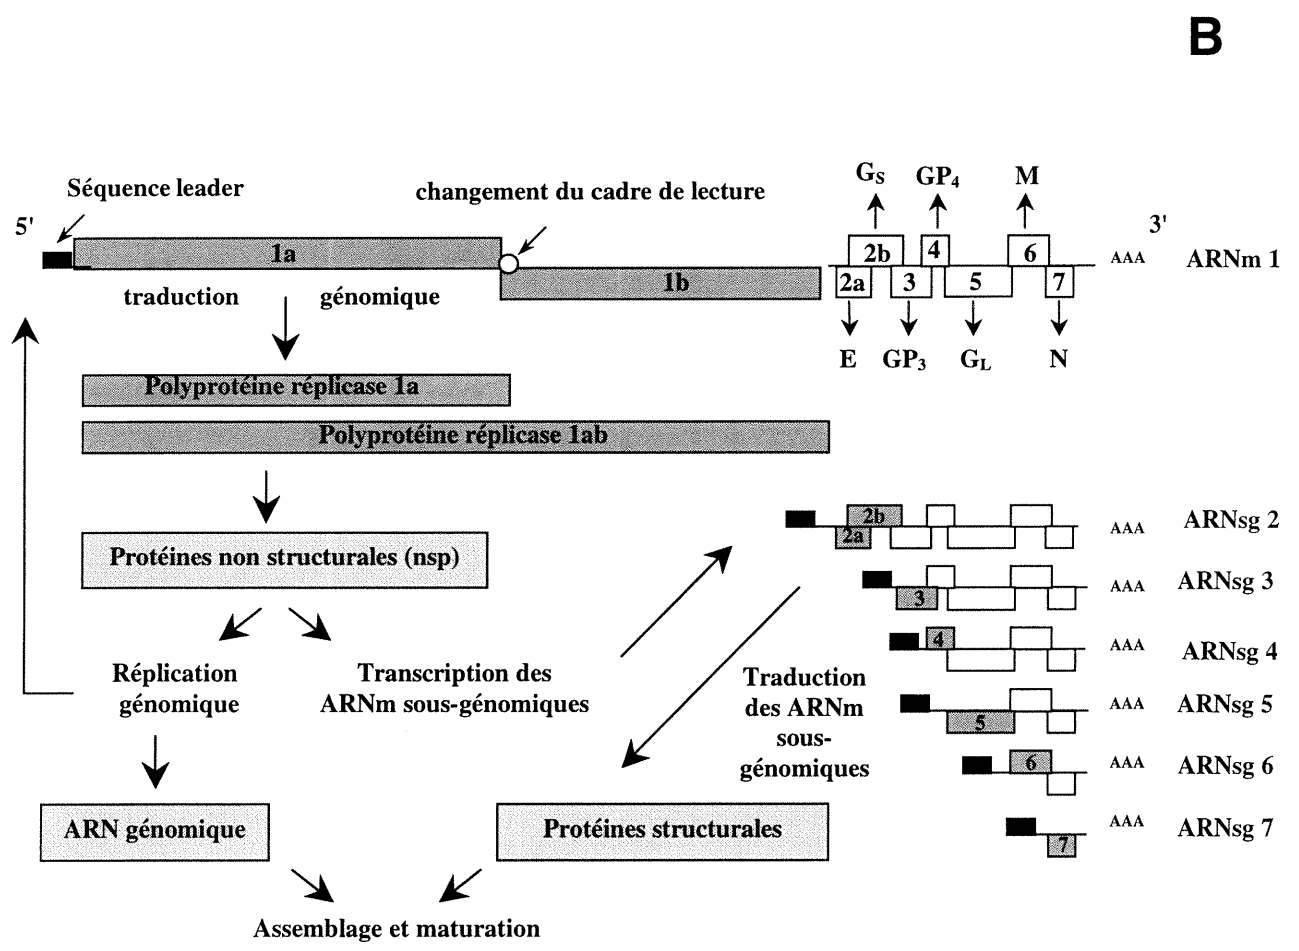 B
Séquence leader
changement du cadre de lecture
G_S GP_4 M
5'
3'
1a
2b 4 6
AAA ARNm 1
1b
2a 3 5 7
traduction génomique
E GP_3 G_L N
Polyprotéine réplicase 1a
Polyprotéine réplicase 1ab
Protéines non structurales (nsp)
Réplication
génomique
Transcription des
ARNm sous-génomiques
2b
2a
AAA ARNsg 2
3 AAA ARNsg 3
4 AAA ARNsg 4
5 AAA ARNsg 5
6 AAA ARNsg 6
7 AAA ARNsg 7
Traduction
des ARNm
sous-
génomiques
ARN génomique
Protéines structurales
Assemblage et maturation